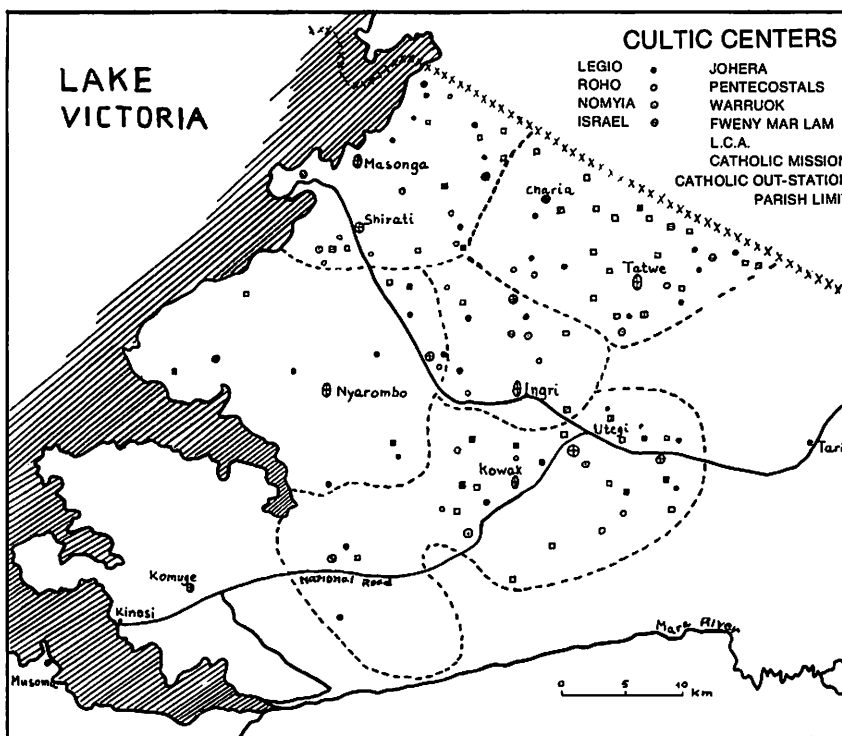 CULTIC CENTERS
LAKE
VICTORIA
LEGIO
ROHO
NOMYIA
ISRAEL
JOHERA
PENTECOSTALS
WARRUOK
FWENY MAR LAM
L.C.A.
CATHOLIC MISSION
CATHOLIC OUT-STATION
PARISH LIMIT
Masonga
Charia
Shirati
Tatwe
Nyarombo
Ingri
Utegi
Tari
Kowak
Komuge
National Road
Kinesi
Mara River
Musoma
0 5 10
Km